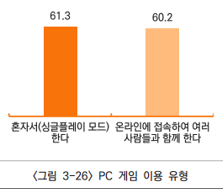 61.3
60.2
혼자서(싱글플레이 모드)
한다
온라인에 접속하여 여러
사람들과 함께 한다
<그림 3-26> PC 게임 이용 유형